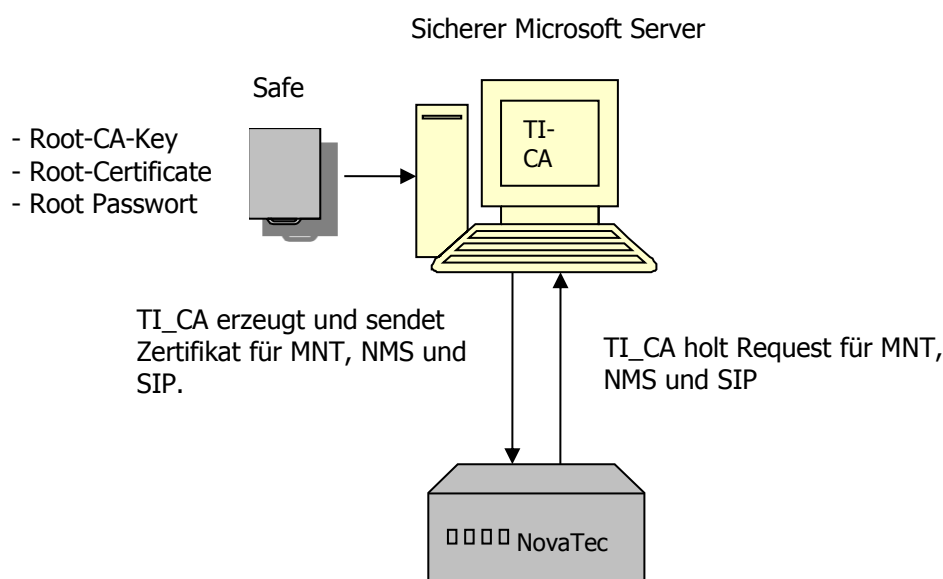 Sicherer Microsoft Server
Safe
- Root-CA-Key
- Root-Certificate
- Root Passwort
TI-
CA
TI_CA erzeugt und sendet
Zertifikat für MNT, NMS und
SIP.
TI_CA holt Request für MNT,
NMS und SIP
NovaTec